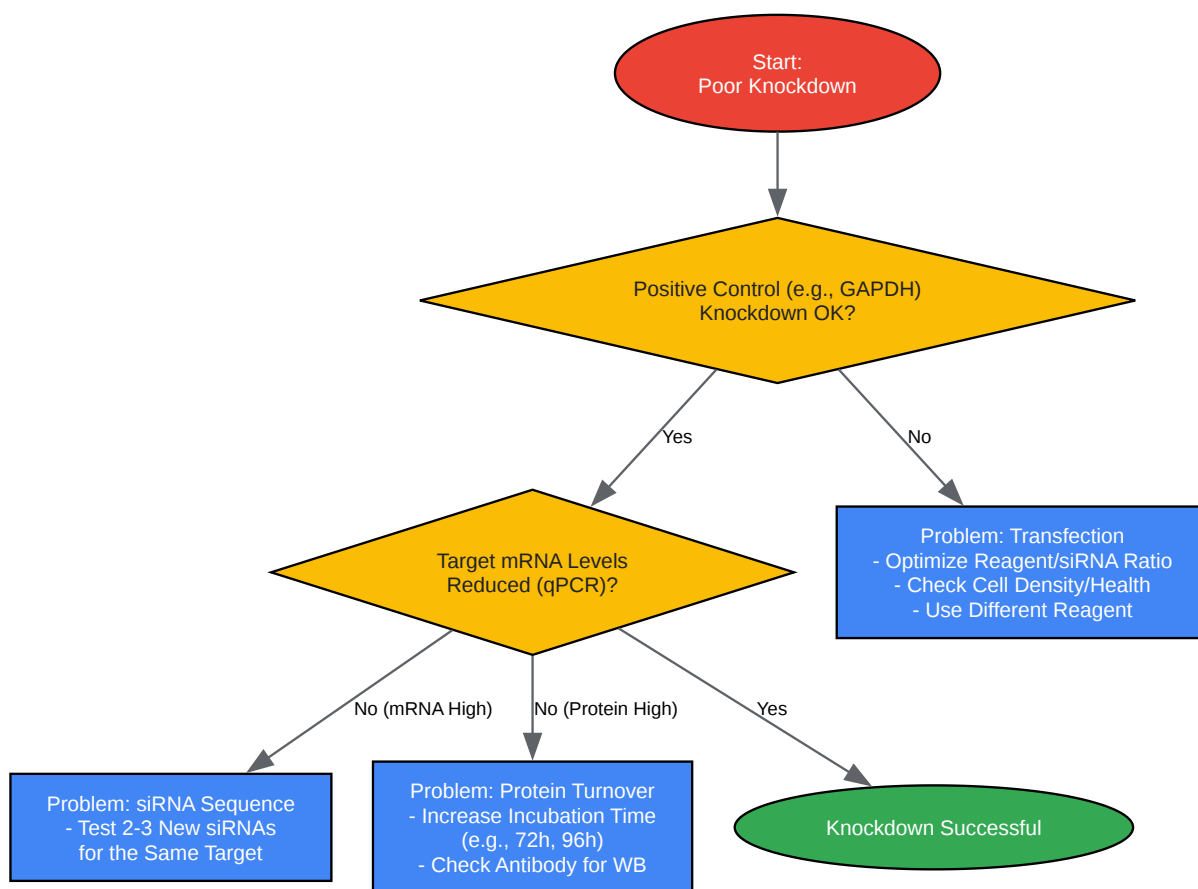 Start:
Poor Knockdown
Positive Control (e.g., GAPDH)
Knockdown OK?
Yes
No
Target mRNA Levels
Reduced (qPCR)?
Problem: Transfection
- Optimize Reagent/siRNA Ratio
- Check Cell Density/Health
- Use Different Reagent
No (mRNA High)
No (Protein High)
Yes
Problem: siRNA Sequence
- Test 2-3 New siRNAs
for the Same Target
Problem: Protein Turnover
- Increase Incubation Time
(e.g., 72h, 96h)
- Check Antibody for WB
Knockdown Successful